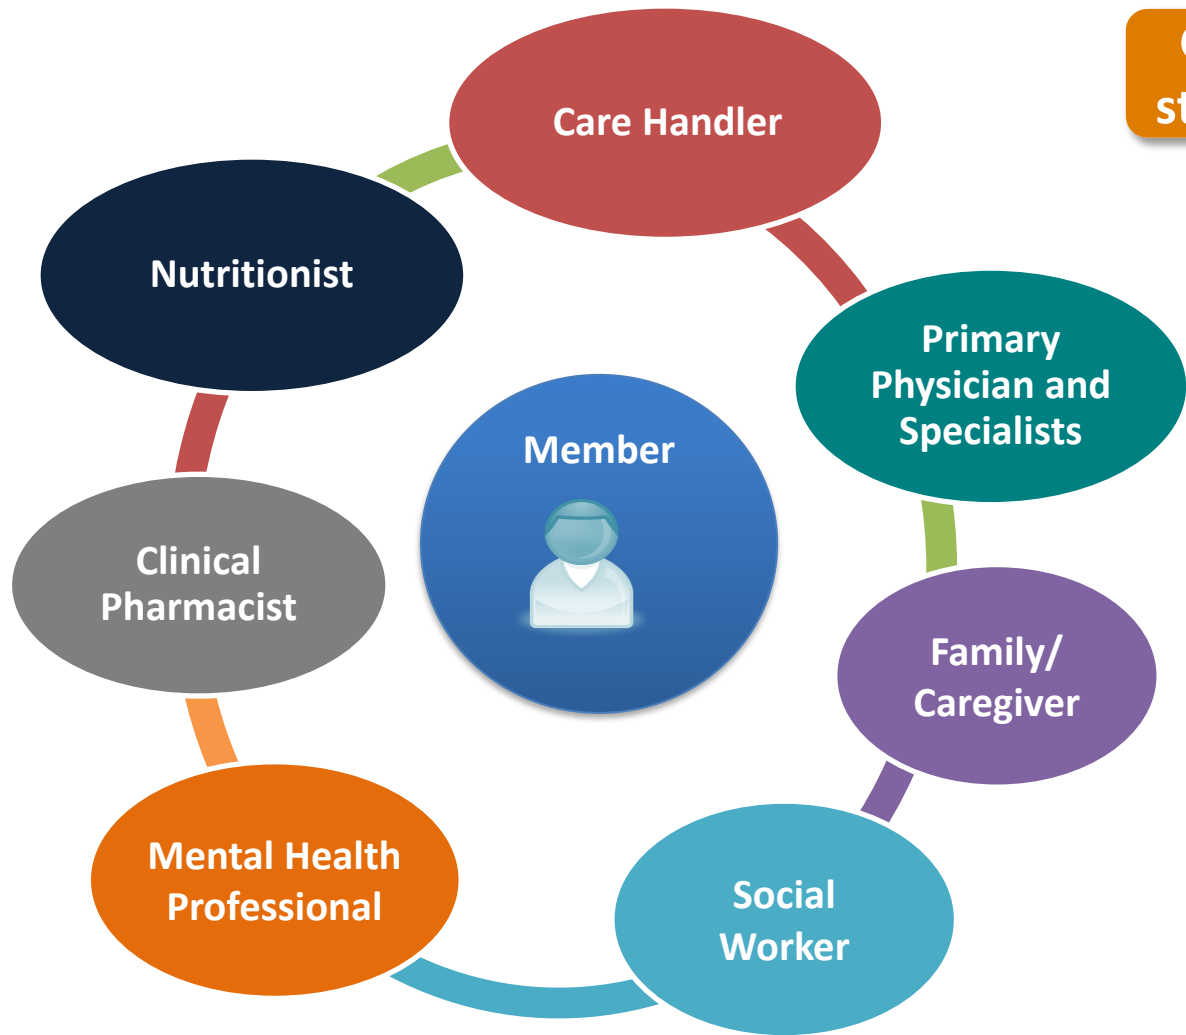 Care Handler
Nutritionist
Primary
Physician and
Specialists
Member
Clinical
Pharmacist
Family/
Caregiver
Mental Health
Professional
Social
Worker